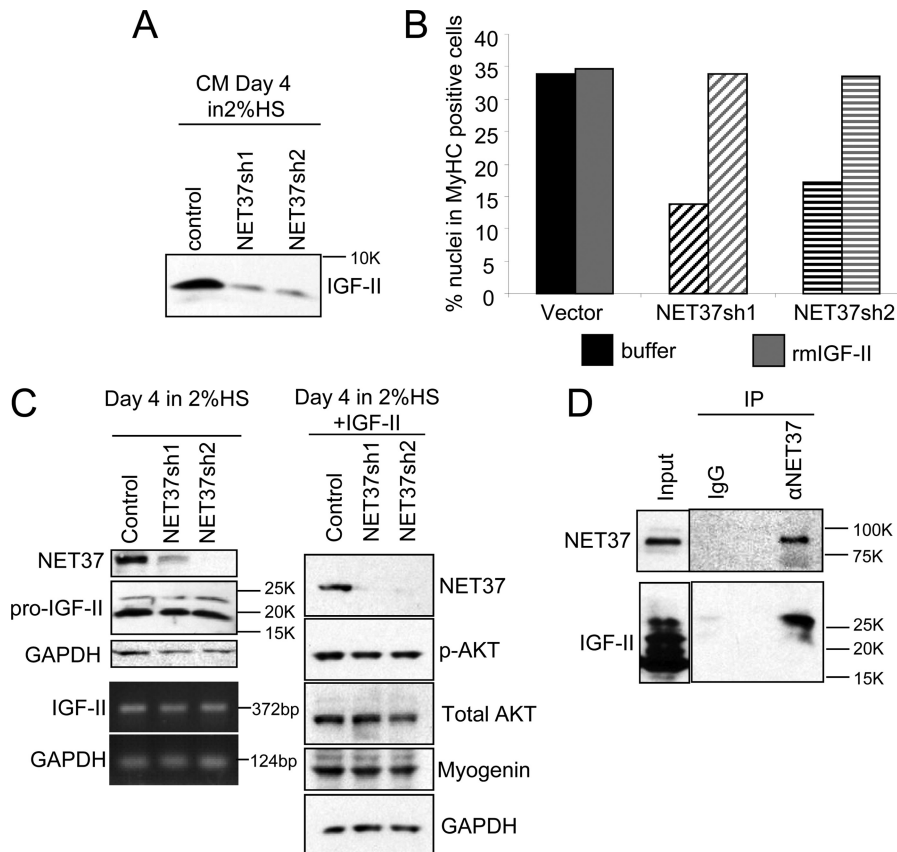 A
CM Day 4
in2%HS
control
NET37sh1
NET37sh2
10K
IGF-II
B
% nuclei in MyHC positive cells
40
35
30
25
20
15
10
5
0
Vector
NET37sh1
NET37sh2
buffer
rmIGF-II
C
Day 4 in 2%HS
Control
NET37sh1
NET37sh2
NET37
pro-IGF-II
25K
20K
15K
GAPDH
IGF-II
372bp
GAPDH
124bp
Day 4 in 2%HS
+IGF-II
Control
NET37sh1
NET37sh2
NET37
p-AKT
Total AKT
Myogenin
GAPDH
D
IP
Input
IgG
αNET37
NET37
100K
75K
IGF-II
25K
20K
15K